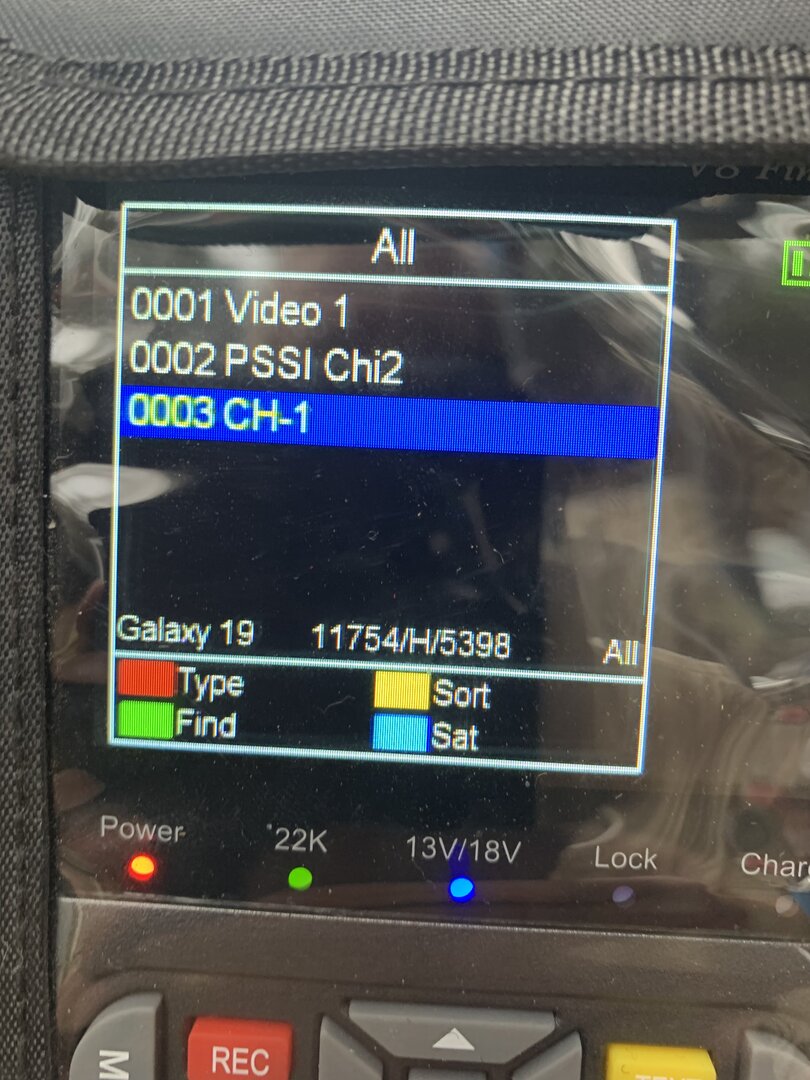 All
0001 Video 1
0002 PSSI Chi2
0003 CH-1
Galaxy 19 11754/H/5398 All
Type Sort
Find Sat
Power 22K 13V/18V Lock
REC